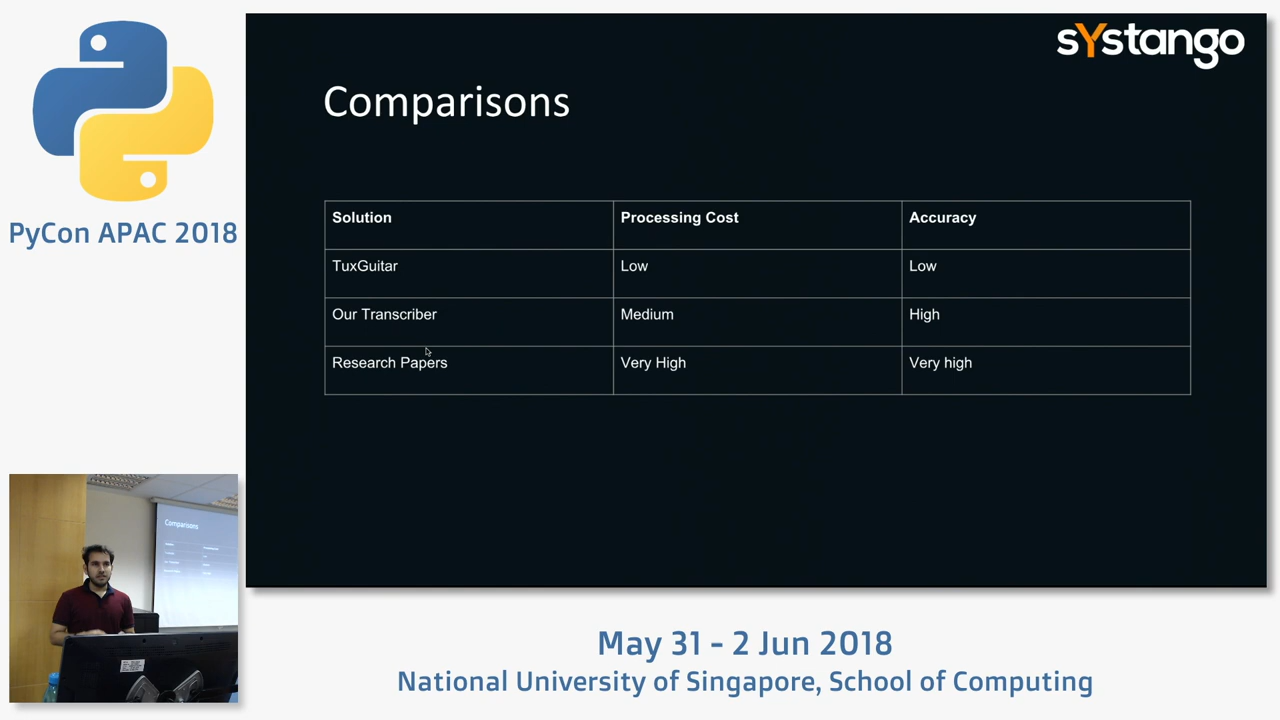 sYstango
Comparisons
Solution Processing Cost Accuracy
TuxGuitar Low Low
Our Transcriber Medium High
Research Papers Very High Very high
PyCon APAC 2018
Comparisons
May 31 - 2 Jun 2018
National University of Singapore, School of Computing